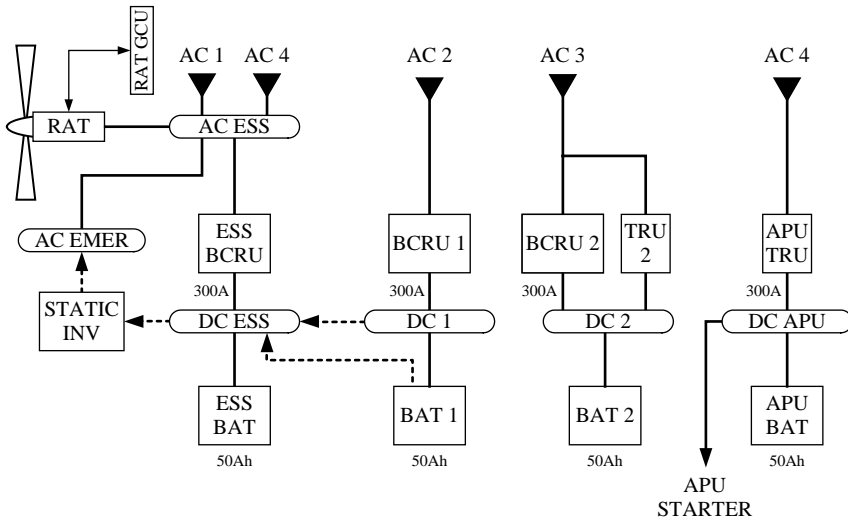 RAT GCU
AC 1
AC 4
AC 2
AC 3
AC 4
RAT
AC ESS
AC EMER
ESS
BCRU
BCRU 1
BCRU 2
TRU
2
APU
TRU
300A
300A
300A
300A
STATIC
INV
DC ESS
DC 1
DC 2
DC APU
ESS
BAT
BAT 1
BAT 2
APU
BAT
50Ah
50Ah
50Ah
50Ah
APU
STARTER